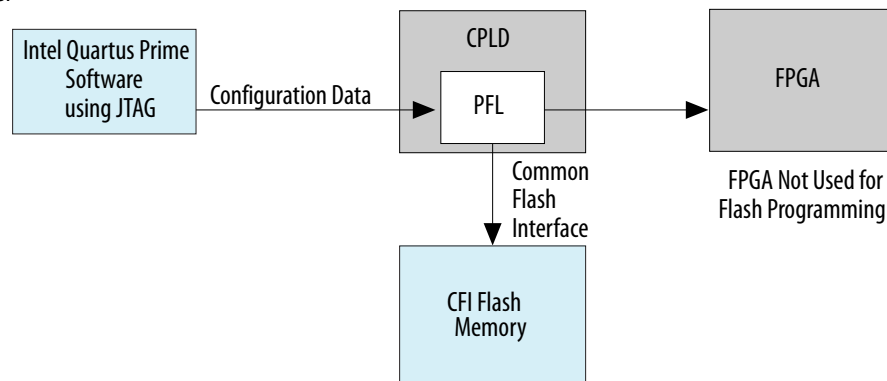 Intel Quartus Prime
Software
using JTAG
Configuration Data
CPLD
PFL
FPGA
Common
Flash
Interface
FPGA Not Used for
Flash Programming
CFI Flash
Memory